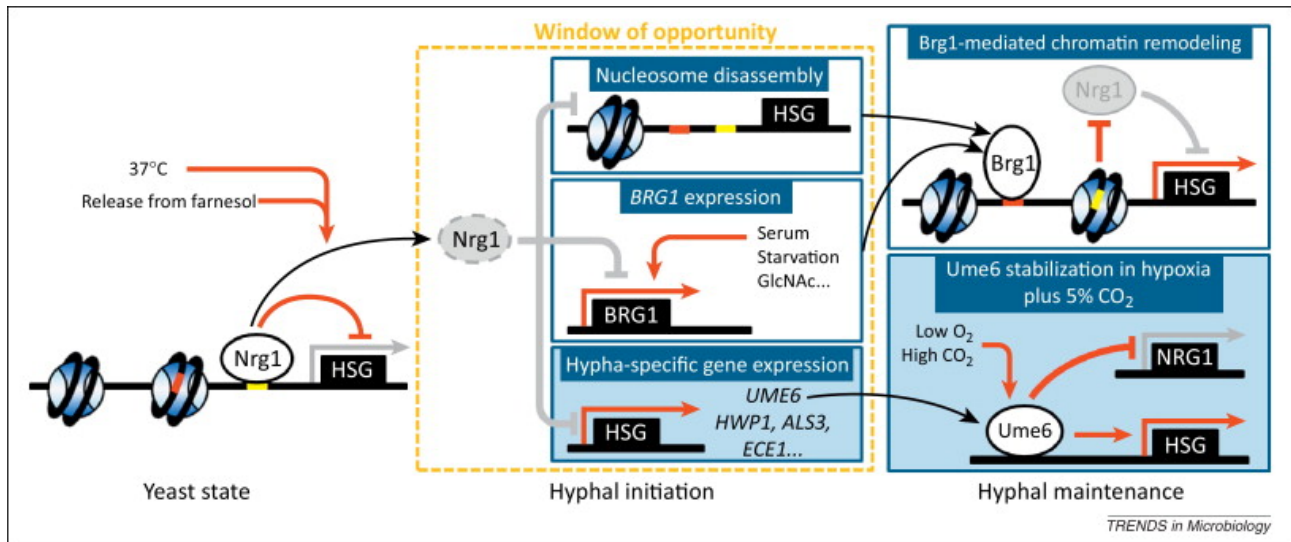 Window of opportunity
37°C
Release from farnesol
Nrg1
HSG
Yeast state
Nrg1
Nucleosome disassembly
HSG
BRG1 expression
Serum
Starvation
GlcNAc...
BRG1
Hypha-specific gene expression
HSG
UME6
HWP1, ALS3,
ECE1...
Hyphal initiation
Brg1-mediated chromatin remodeling
Nrg1
Brg1
HSG
Ume6 stabilization in hypoxia
plus 5% CO₂
Low O₂
High CO₂
NRG1
Ume6
HSG
Hyphal maintenance
TRENDS in Microbiology